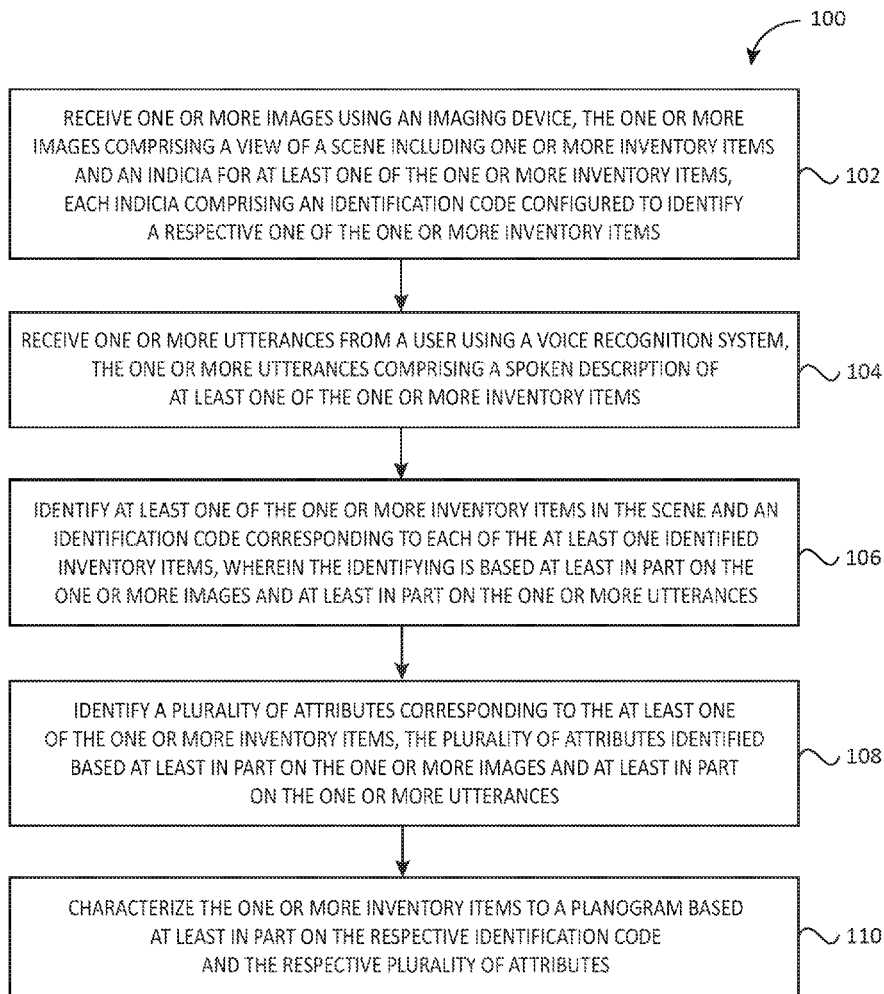 100
RECEIVE ONE OR MORE IMAGES USING AN IMAGING DEVICE, THE ONE OR MORE
IMAGES COMPRISING A VIEW OF A SCENE INCLUDING ONE OR MORE INVENTORY ITEMS
AND AN INDICIA FOR AT LEAST ONE OF THE ONE OR MORE INVENTORY ITEMS,
EACH INDICIA COMPRISING AN IDENTIFICATION CODE CONFIGURED TO IDENTIFY
A RESPECTIVE ONE OF THE ONE OR MORE INVENTORY ITEMS
102
RECEIVE ONE OR MORE UTTERANCES FROM A USER USING A VOICE RECOGNITION SYSTEM,
THE ONE OR MORE UTTERANCES COMPRISING A SPOKEN DESCRIPTION OF
AT LEAST ONE OF THE ONE OR MORE INVENTORY ITEMS
104
IDENTIFY AT LEAST ONE OF THE ONE OR MORE INVENTORY ITEMS IN THE SCENE AND AN
IDENTIFICATION CODE CORRESPONDING TO EACH OF THE AT LEAST ONE IDENTIFIED
INVENTORY ITEMS, WHEREIN THE IDENTIFYING IS BASED AT LEAST IN PART ON THE
ONE OR MORE IMAGES AND AT LEAST IN PART ON THE ONE OR MORE UTTERANCES
106
IDENTIFY A PLURALITY OF ATTRIBUTES CORRESPONDING TO THE AT LEAST ONE
OF THE ONE OR MORE INVENTORY ITEMS, THE PLURALITY OF ATTRIBUTES IDENTIFIED
BASED AT LEAST IN PART ON THE ONE OR MORE IMAGES AND AT LEAST IN PART
ON THE ONE OR MORE UTTERANCES
108
CHARACTERIZE THE ONE OR MORE INVENTORY ITEMS TO A PLANOGRAM BASED
AT LEAST IN PART ON THE RESPECTIVE IDENTIFICATION CODE
AND THE RESPECTIVE PLURALITY OF ATTRIBUTES
110